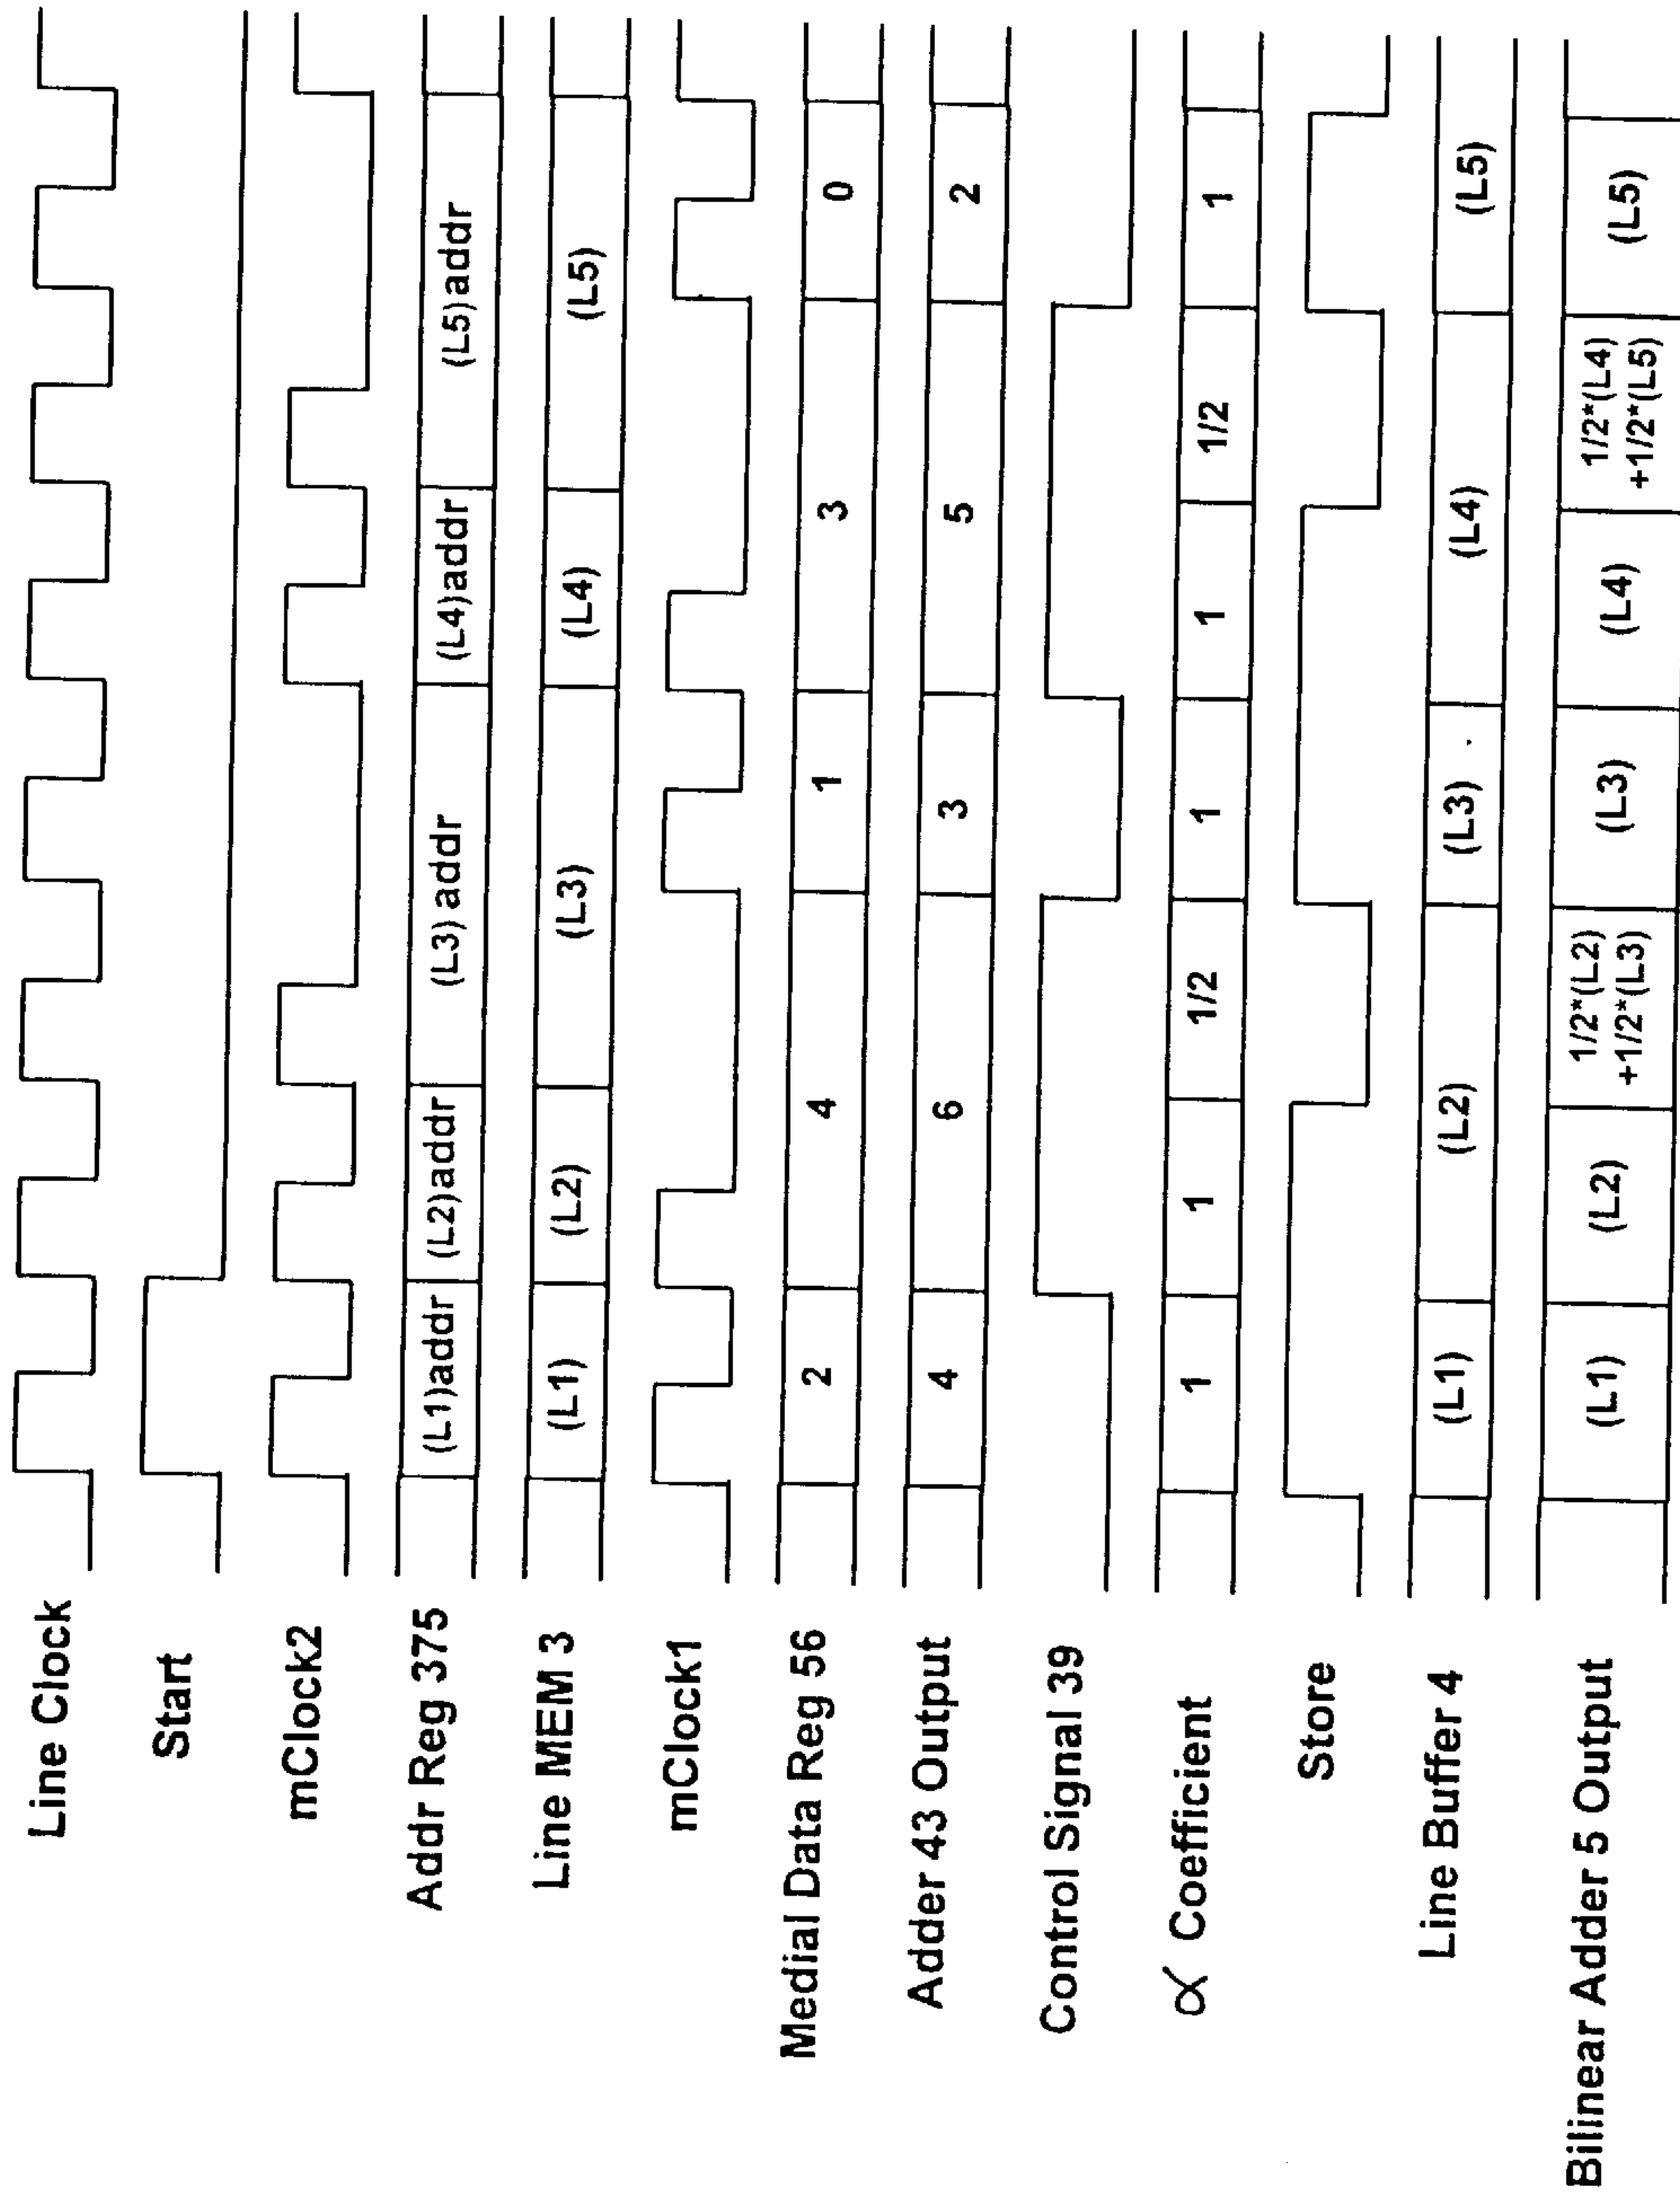 Line Clock
Start
mClock2
Addr Reg 375 (L1)addr (L2)addr (L3)addr (L4)addr (L5)addr
Line MEM 3 (L1) (L2) (L3) (L4) (L5)
mClock1
Medial Data Reg 56 2 4 1 3 0
Adder 43 Output 4 6 3 5 2
Control Signal 39
∝ Coefficient 1 1 1/2 1 1 1/2 1
Store
Line Buffer 4 (L1) (L2) (L3) (L4) (L5)
Bilinear Adder 5 Output (L1) (L2) 1/2*(L2) (L3) (L4) 1/2*(L4) (L5)
+1/2*(L3) +1/2*(L5)